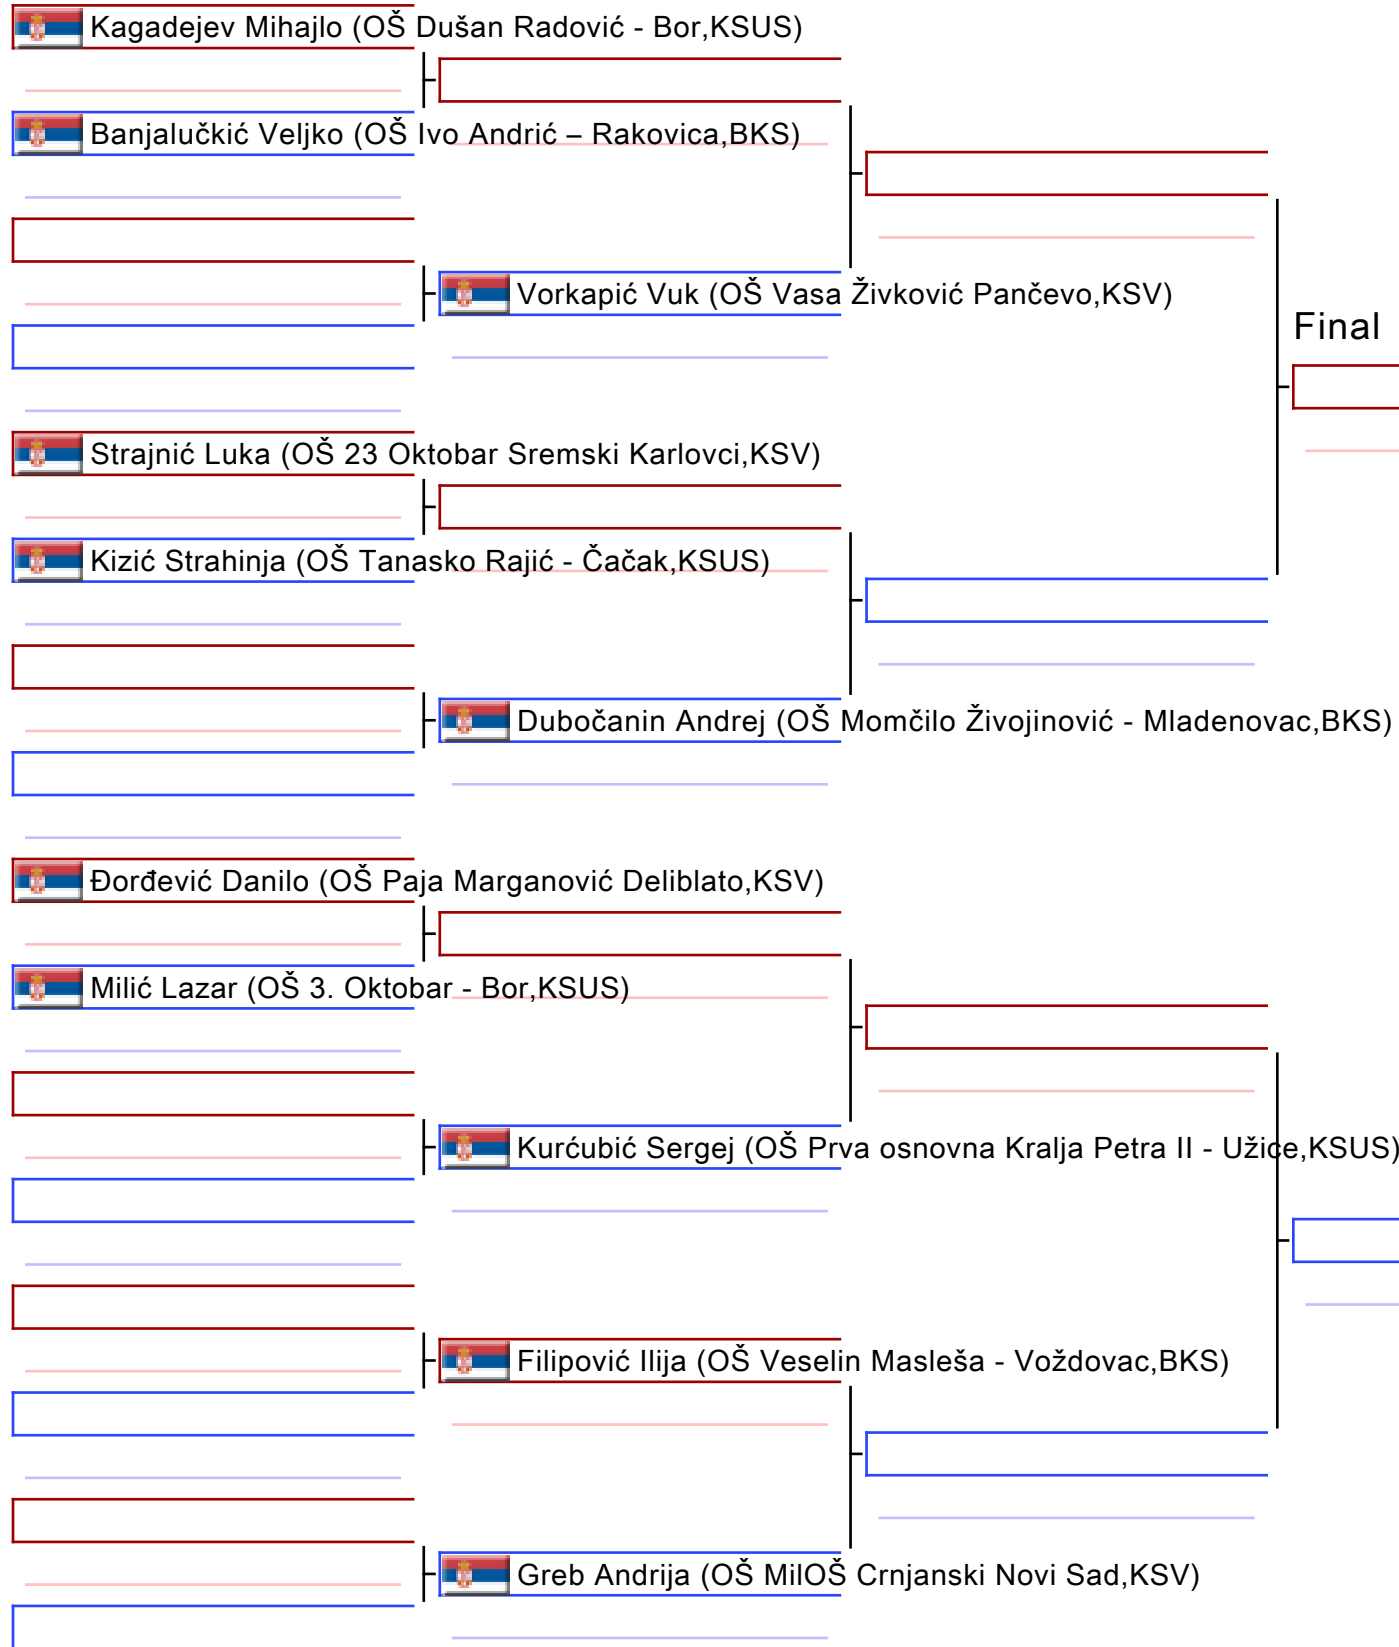 Kagadejev Mihajlo (OŠ Dušan Radović - Bor,KSUS)
Banjalučkić Veljko (OŠ Ivo Andrić – Rakovica,BKS)
Vorkapić Vuk (OŠ Vasa Živković Pančevo,KSV)
Final
Strajnić Luka (OŠ 23 Oktobar Sremski Karlovci,KSV)
Kizić Strahinja (OŠ Tanasko Rajić - Čačak,KSUS)
Dubočanin Andrej (OŠ Momčilo Živojinović - Mladenovac,BKS)
Đorđević Danilo (OŠ Paja Marganović Deliblato,KSV)
Milić Lazar (OŠ 3. Oktobar - Bor,KSUS)
Kurćubić Sergej (OŠ Prva osnovna Kralja Petra II - Užice,KSUS)
Filipović Ilija (OŠ Veselin Masleša - Voždovac,BKS)
Greb Andrija (OŠ MilOŠ Crnjanski Novi Sad,KSV)